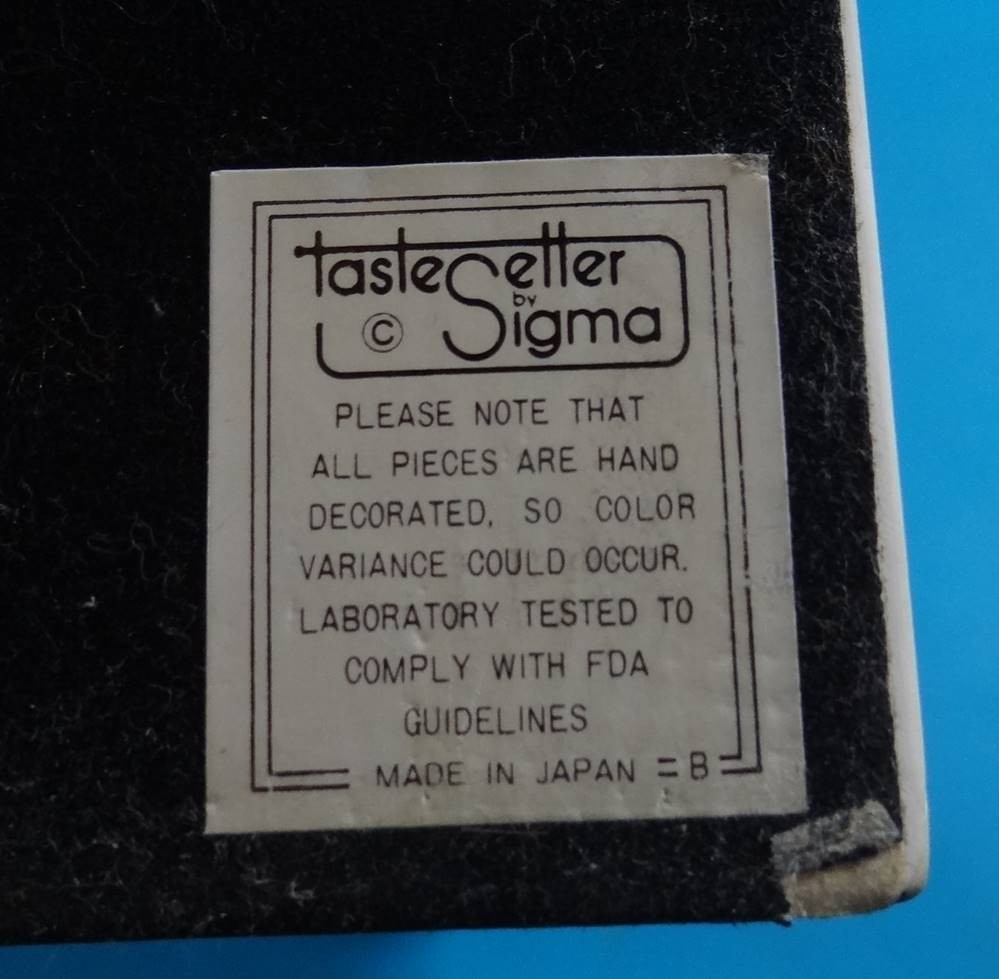 tasteSetter
by
© Sigma
PLEASE NOTE THAT
ALL PIECES ARE HAND
DECORATED, SO COLOR
VARIANCE COULD OCCUR.
LABORATORY TESTED TO
COMPLY WITH FDA
GUIDELINES
MADE IN JAPAN = B